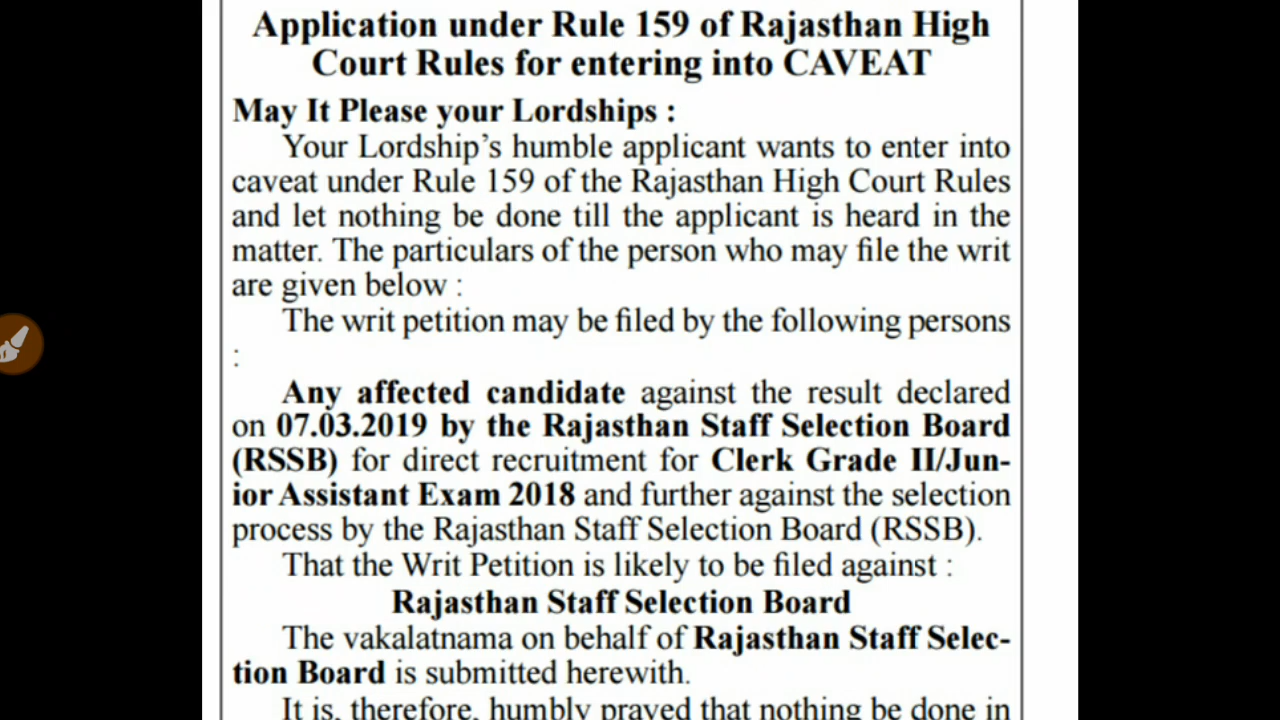 Application under Rule 159 of Rajasthan High
Court Rules for entering into CAVEAT
May It Please your Lordships :
Your Lordship’s humble applicant wants to enter into
caveat under Rule 159 of the Rajasthan High Court Rules
and let nothing be done till the applicant is heard in the
matter. The particulars of the person who may file the writ
are given below :
The writ petition may be filed by the following persons
:
Any affected candidate against the result declared
on 07.03.2019 by the Rajasthan Staff Selection Board
(RSSB) for direct recruitment for Clerk Grade II/Jun-
ior Assistant Exam 2018 and further against the selection
process by the Rajasthan Staff Selection Board (RSSB).
That the Writ Petition is likely to be filed against :
Rajasthan Staff Selection Board
The vakalatnama on behalf of Rajasthan Staff Selec-
tion Board is submitted herewith.
It is, therefore, humbly prayed that nothing be done in